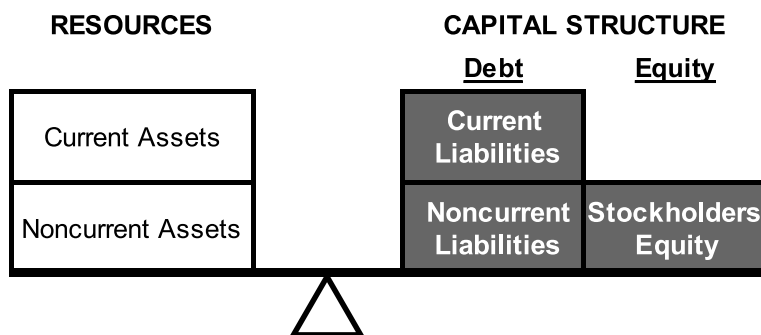 RESOURCES
CAPITAL STRUCTURE
Debt
Equity
Current Assets
Current
Liabilities
Noncurrent Assets
Noncurrent
Liabilities
Stockholders
Equity